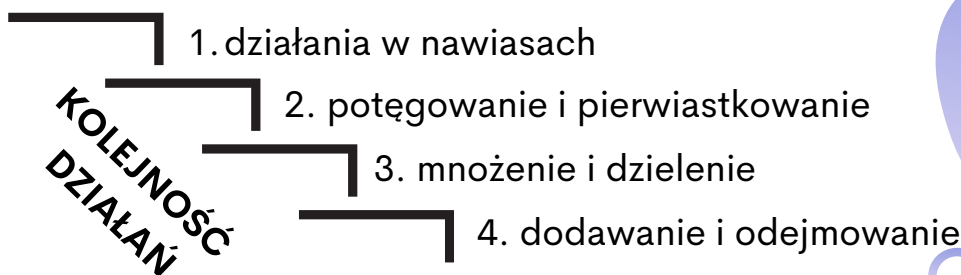 1. działania w nawiasach
2. potęgowanie i pierwiastkowanie
3. mnożenie i dzielenie
4. dodawanie i odejmowanie
KOLEJNOŚĆ
DZIAŁAŃ